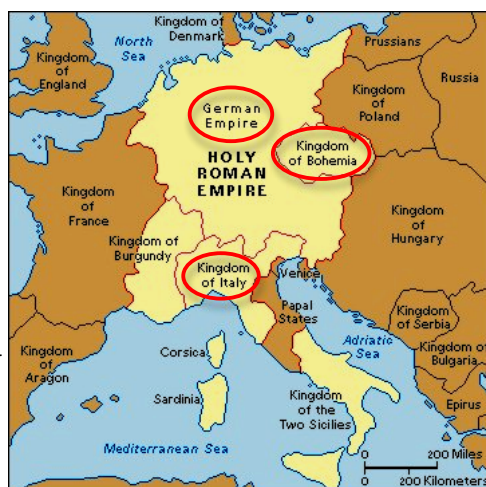 Kingdom of
Denmark
North
Sea
Prussians
Kingdom
of
England
Russia
German
Empire
Kingdom
of
Poland
Kingdom
of Bohemia
HOLY
ROMAN
EMPIRE
Kingdom
of
France
Kingdom
of
Hungary
Kingdom of
Burgundy
Kingdom
of Italy
Venice
Papal
States
Kingdom
of Serbia
Adriatic
Sea
Kingdom
of
Aragon
Corsica
Kingdom of
Bulgaria
Sardinia
Kingdom
of the
Two Sicilies
Epirus
Mediterranean Sea
0 200 Miles
0 200 Kilometers